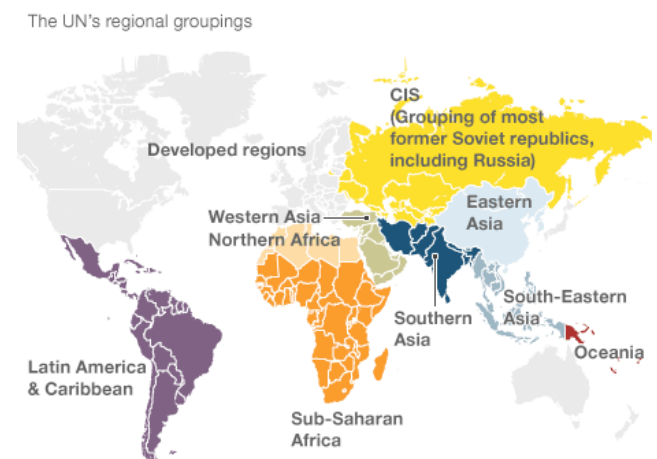 The UN's regional groupings
CIS
(Grouping of most
former Soviet republics,
including Russia)
Developed regions
Eastern
Asia
Western Asia
Northern Africa
South-Eastern
Asia
Southern
Asia
Oceania
Latin America
& Caribbean
Sub-Saharan
Africa